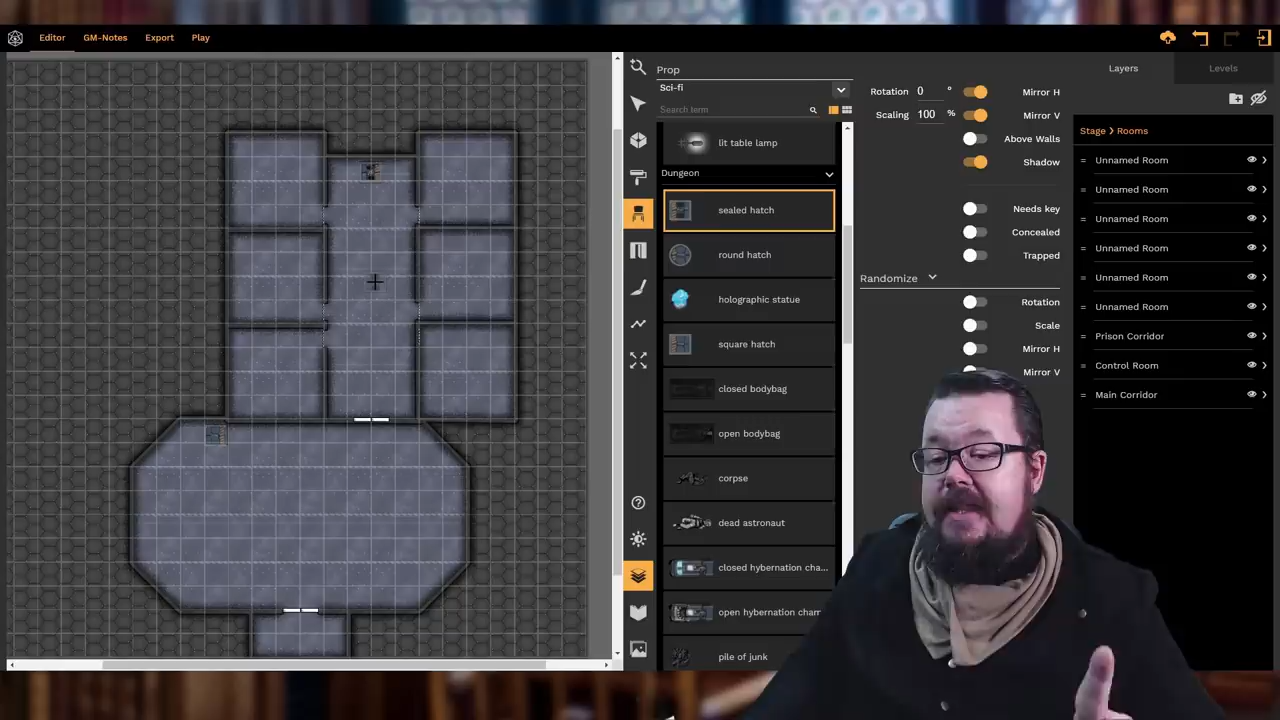 Editor GM-Notes Export Play
Prop
Sci-fi
Search term
lit table lamp
Dungeon
sealed hatch
round hatch
holographic statue
square hatch
closed bodybag
open bodybag
corpse
dead astronaut
closed hybernation cha...
open hybernation cham
pile of junk
Rotation 0 ° Mirror H
Scaling 100 % Mirror V
Above Walls
Shadow
Needs key
Concealed
Trapped
Randomize
Rotation
Scale
Mirror H
Mirror V
Layers Levels
Stage > Rooms
= Unnamed Room
= Unnamed Room
= Unnamed Room
= Unnamed Room
= Unnamed Room
= Unnamed Room
= Prison Corridor
= Control Room
= Main Corridor